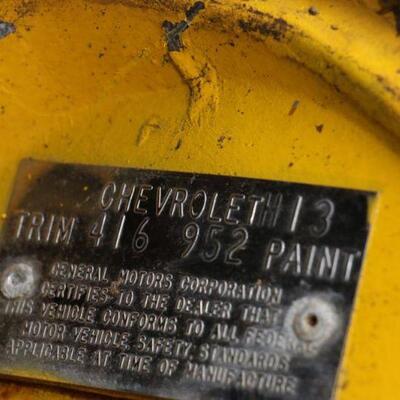 CHEVROLET H13
TRIM 416 952 PAINT
GENERAL MOTORS CORPORATION
CERTIFIES TO THE DEALER THAT
THIS VEHICLE CONFORMS TO ALL FEDERAL
MOTOR VEHICLE SAFETY STANDARDS
APPLICABLE AT TIME OF MANUFACTURE